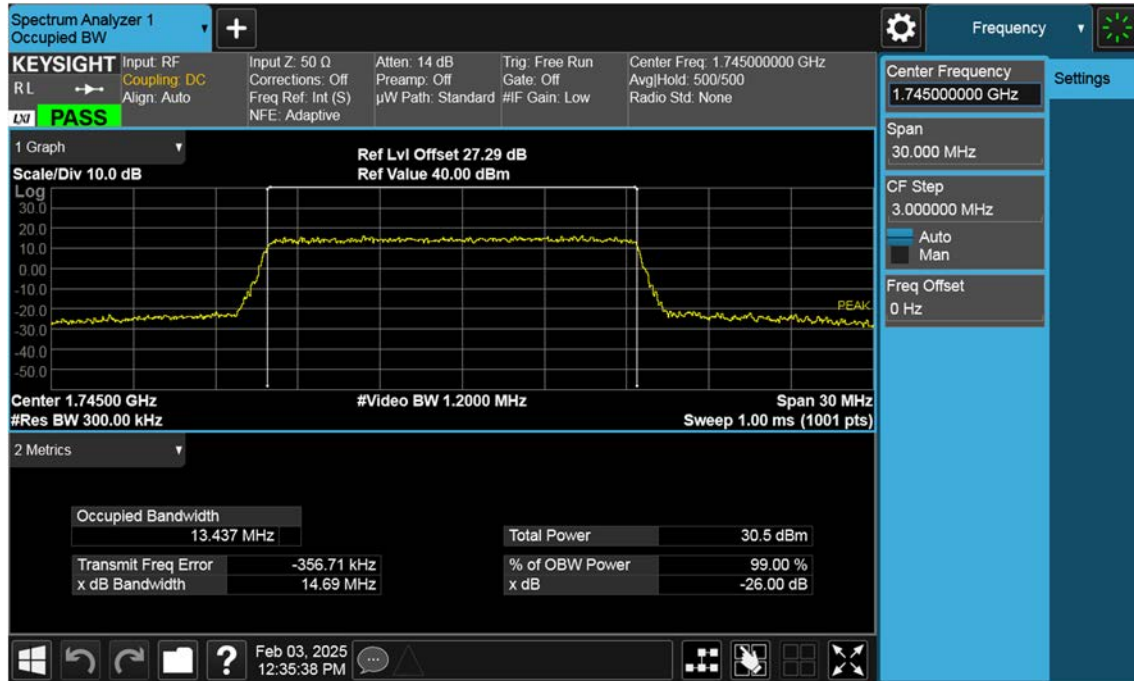 Spectrum Analyzer 1
Occupied BW
+
Frequency
KEYSIGHT
RL
LXI PASS
Input: RF
Coupling: DC
Align: Auto
Input Z: 50 Ω
Corrections: Off
Freq Ref: Int (S)
NFE: Adaptive
Atten: 14 dB
Preamp: Off
µW Path: Standard
Trig: Free Run
Gate: Off
#IF Gain: Low
Center Freq: 1.745000000 GHz
Avg|Hold: 500/500
Radio Std: None
Center Frequency
1.745000000 GHz
Settings
Span
30.000 MHz
CF Step
3.000000 MHz
Auto
Man
Freq Offset
0 Hz
1 Graph
Scale/Div 10.0 dB
Ref Lvl Offset 27.29 dB
Ref Value 40.00 dBm
Log
30.0
20.0
10.0
0.00
-10.0
-20.0
-30.0
-40.0
-50.0
PEAK
Center 1.74500 GHz
#Video BW 1.2000 MHz
Span 30 MHz
#Res BW 300.00 kHz
Sweep 1.00 ms (1001 pts)
2 Metrics
Occupied Bandwidth
13.437 MHz
Total Power 30.5 dBm
Transmit Freq Error -356.71 kHz
% of OBW Power 99.00 %
x dB Bandwidth 14.69 MHz
x dB -26.00 dB
?
Feb 03, 2025
12:35:38 PM